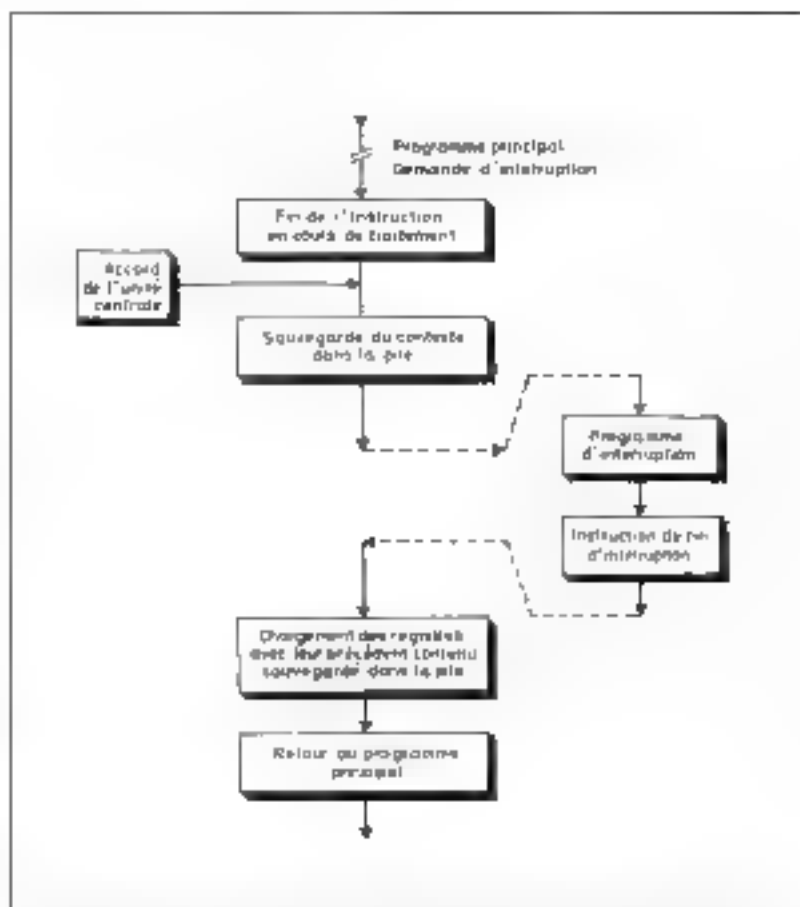 Programme principal
Demande d'interruption
Fin de l'instruction
en cours de traitement
Accord
de l'unité
centrale
Sauvegarde du contexte
dans la pile
Programme
d'interruption
Instruction de fin
d'interruption
Chargement des registres
avec leur précédent contenu
sauvegardé dans la pile
Retour au programme
principal